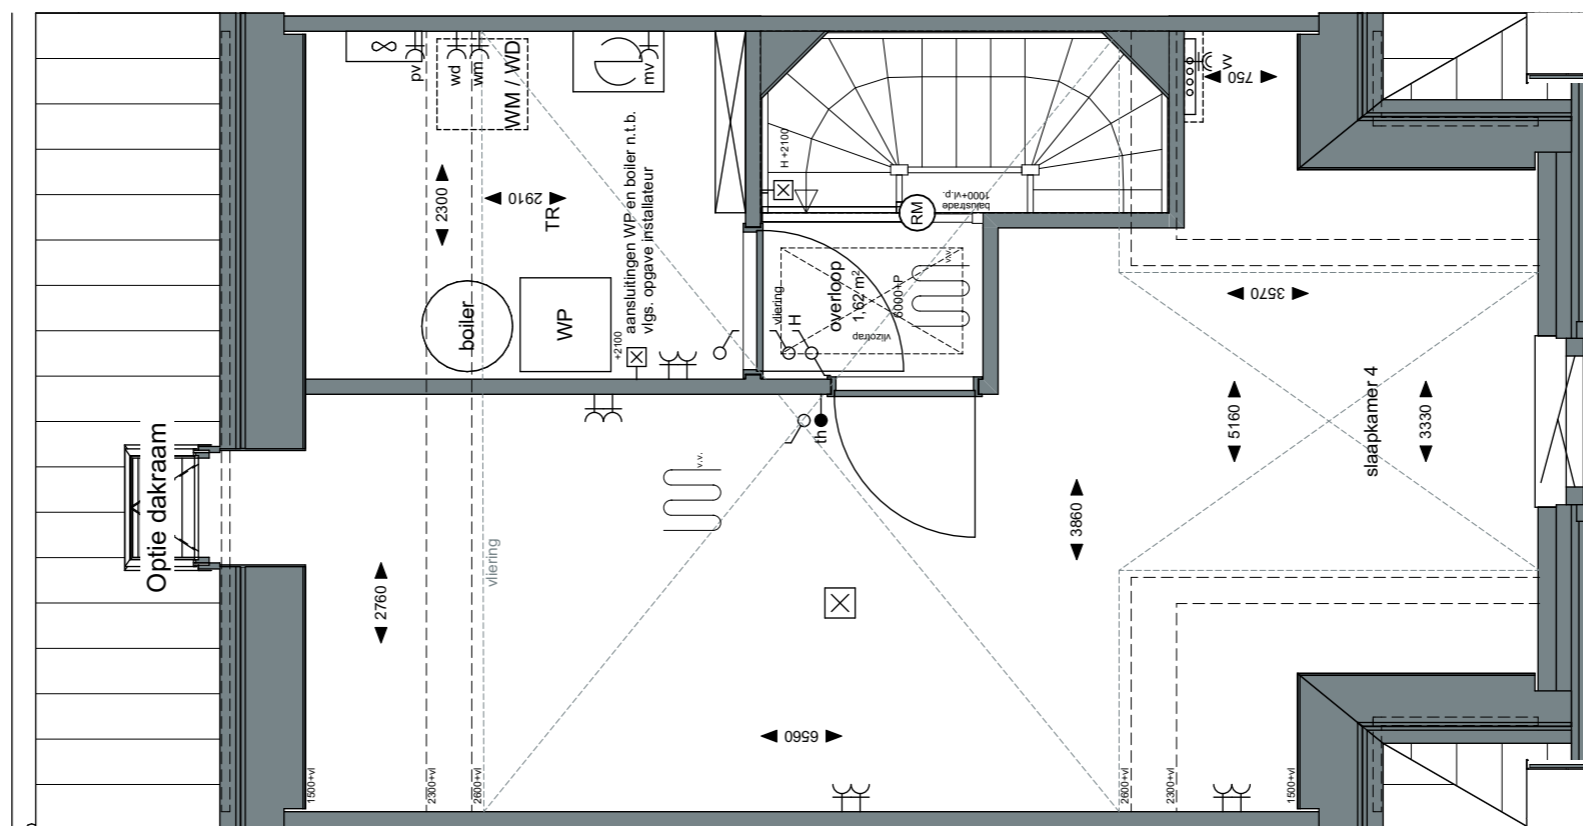 pv
wd
wm
WM / WD
mv
vv
750
H+2100
2300
2910
TR
aansluitingen WP en boiler n.t.b.
vlgs. opgave installateur
balustrade
1000+vl.p.
RM
boiler
WP
+2100
vliering
H
overloop
1,62 m²
vlizotrap
6000+P
v.v.
3570
slaapkamer 4
5160
3330
Optie dakraam
th
v.v.
3860
vliering
2760
6560
1500+vl
2300+vl
2600+vl
2600+vl
2300+vl
1500+vl